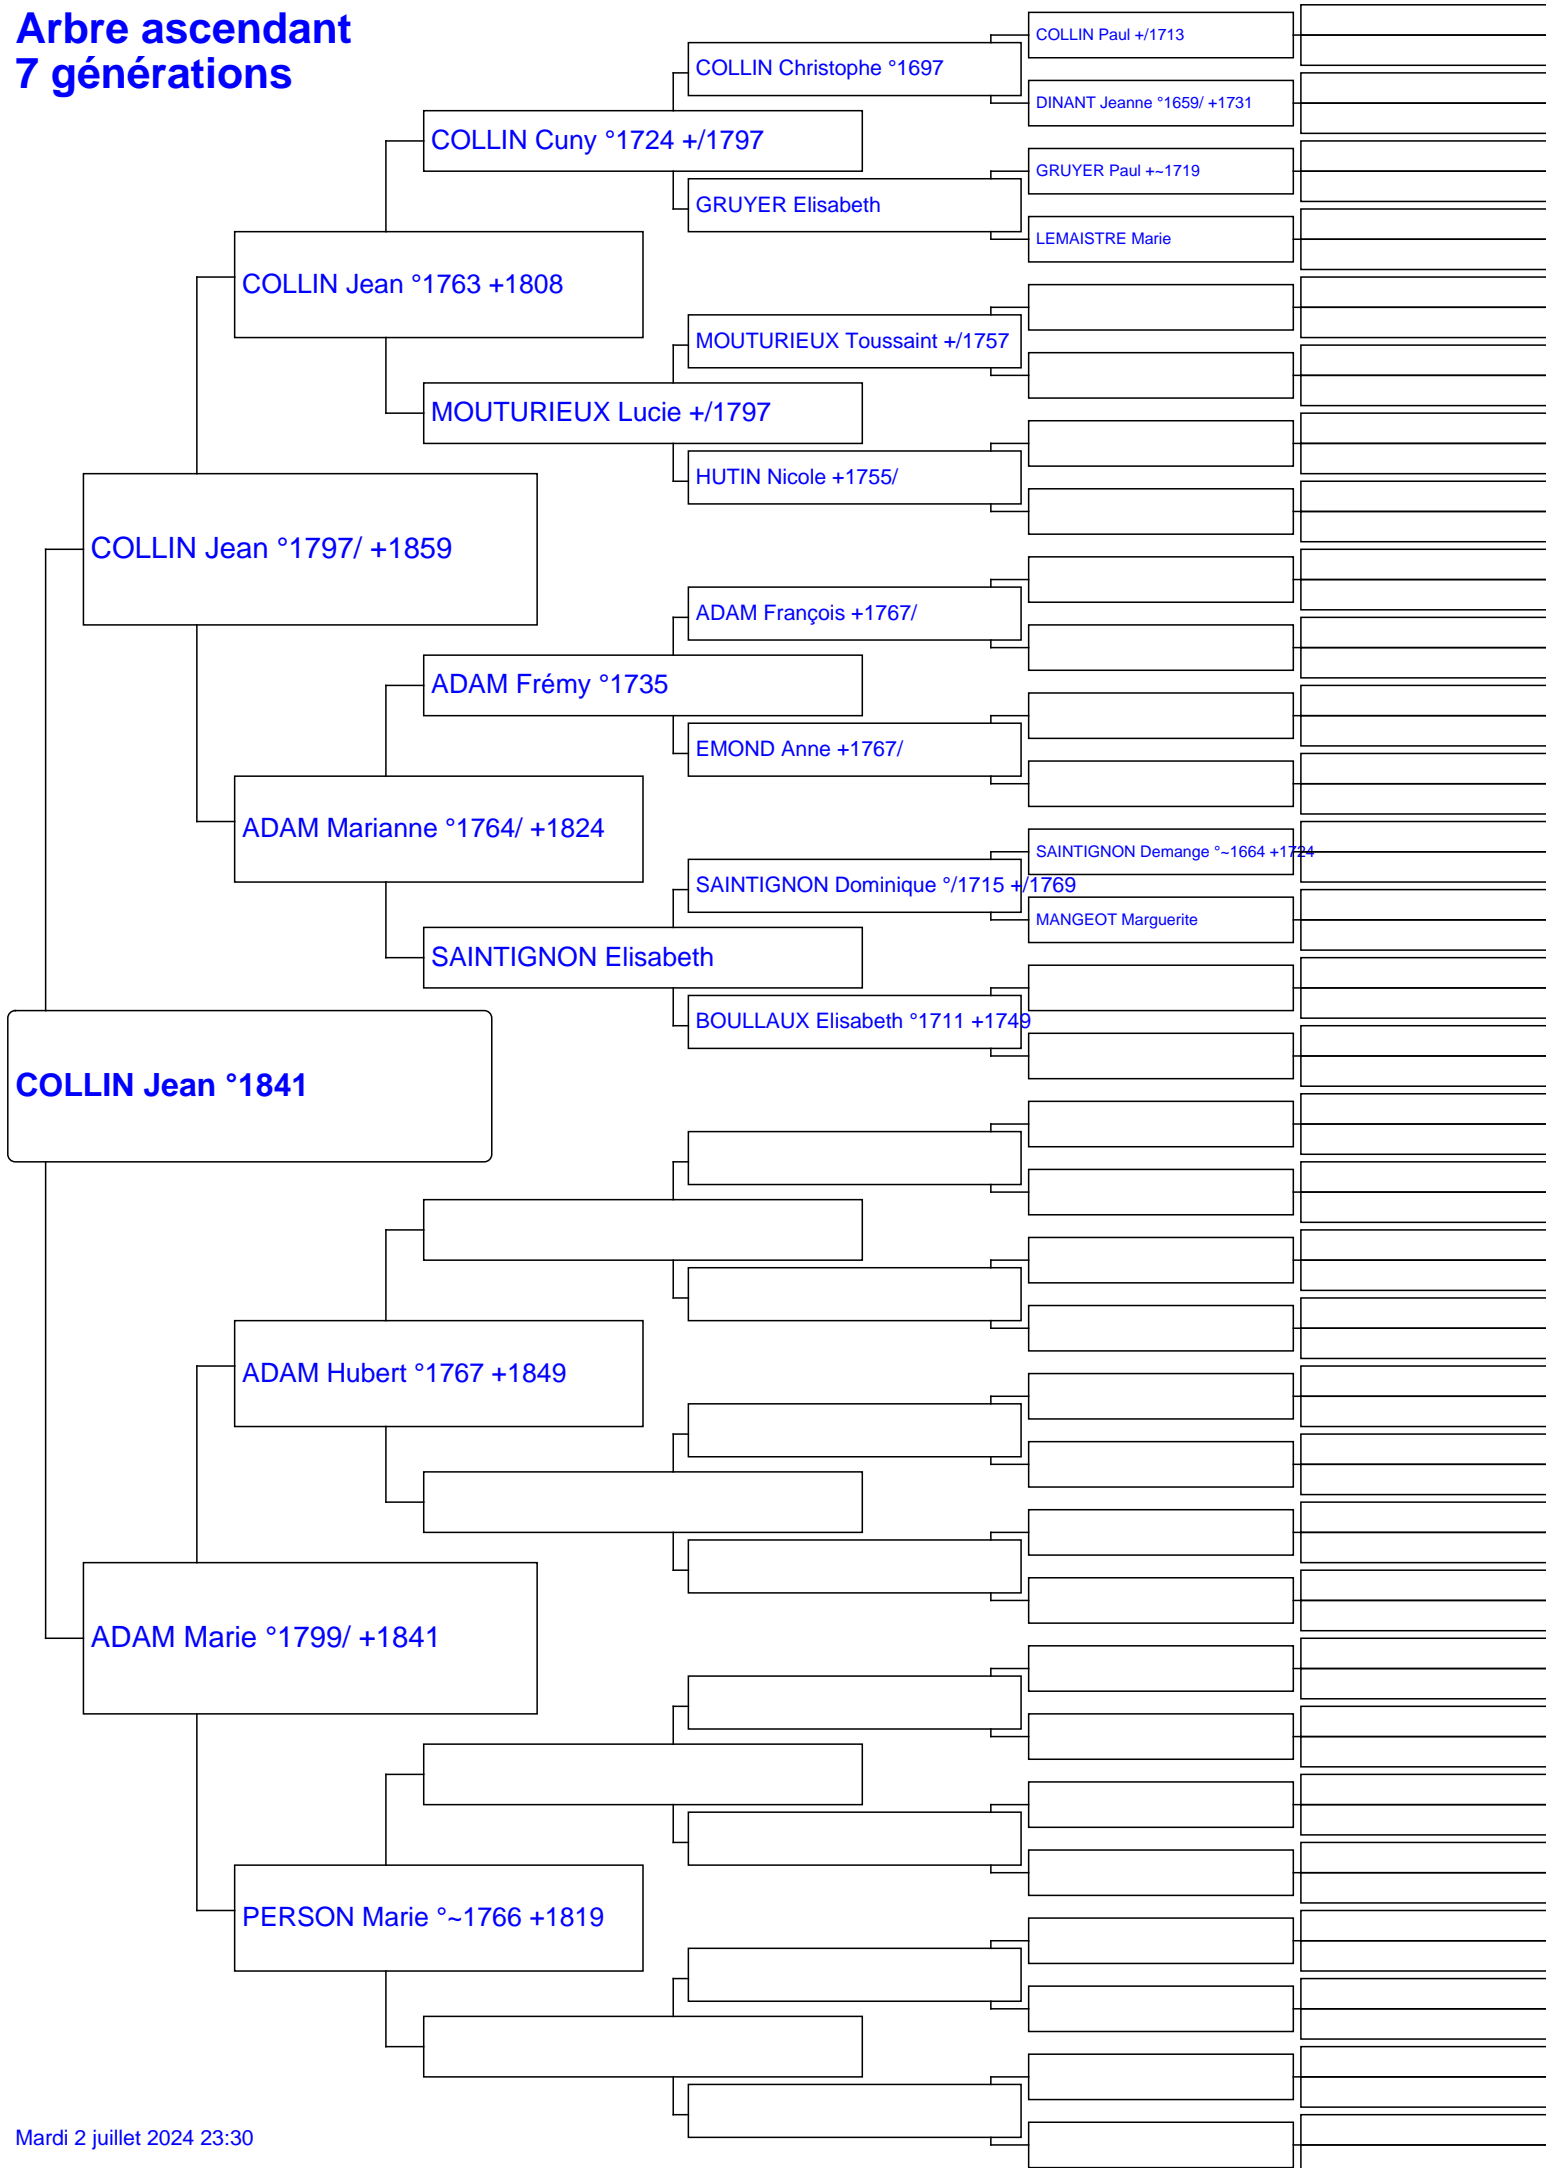 Arbre ascendant
7 générations
COLLIN Paul +/1713
COLLIN Christophe °1697
DINANT Jeanne °1659/ +1731
COLLIN Cuny °1724 +/1797
GRUYER Paul +~1719
GRUYER Elisabeth
LEMAISTRE Marie
COLLIN Jean °1763 +1808
MOUTURIEUX Toussaint +/1757
MOUTURIEUX Lucie +/1797
HUTIN Nicole +1755/
COLLIN Jean °1797/ +1859
ADAM François +1767/
ADAM Frémy °1735
EMOND Anne +1767/
ADAM Marianne °1764/ +1824
SAINTIGNON Demange °~1664 +1724
SAINTIGNON Dominique °/1715 +/1769
MANGEOT Marguerite
SAINTIGNON Elisabeth
BOULLAUX Elisabeth °1711 +1749
COLLIN Jean °1841
ADAM Hubert °1767 +1849
ADAM Marie °1799/ +1841
PERSON Marie °~1766 +1819
Mardi 2 juillet 2024 23:30